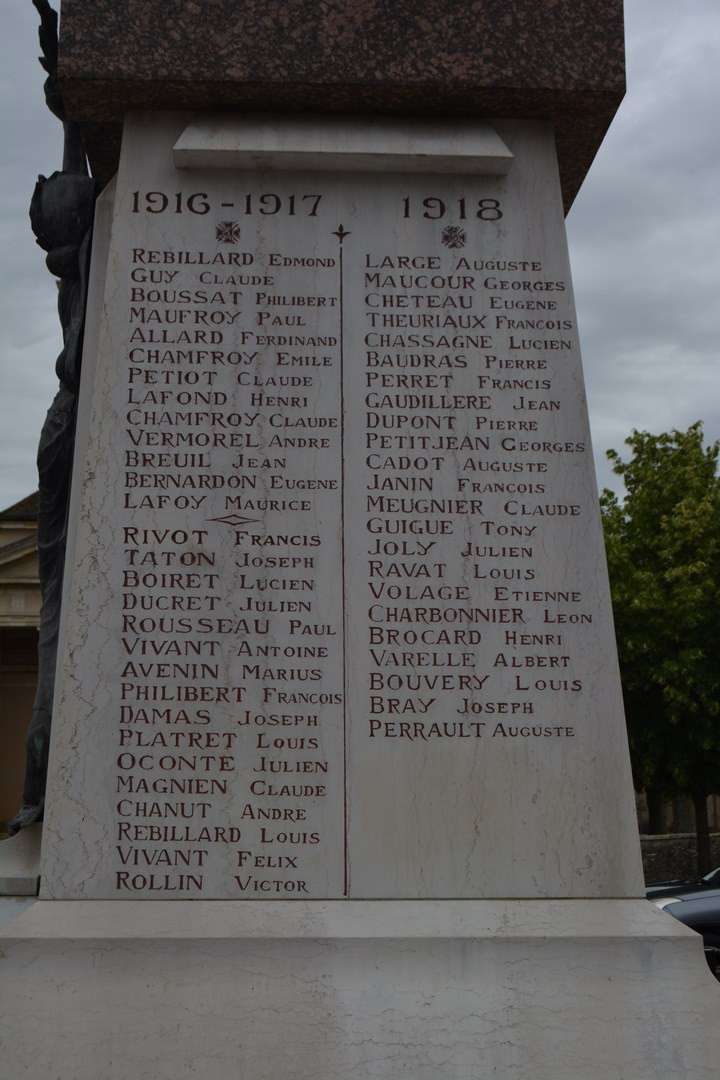 1916-1917
REBILLARD EDMOND
GUY CLAUDE
BOUSSAT PHILIBERT
MAUFROY PAUL
ALLARD FERDINAND
CHAMFROY EMILE
PETIOT CLAUDE
LAFOND HENRI
CHAMFROY CLAUDE
VERMOREL ANDRE
BREUIL JEAN
BERNARDON EUGENE
LAFOY MAURICE
RIVOT FRANCIS
TATON JOSEPH
BOIRET LUCIEN
DUCRET JULIEN
ROUSSEAU PAUL
VIVANT ANTOINE
AVENIN MARIUS
PHILIBERT FRANCOIS
DAMAS JOSEPH
PLATRET LOUIS
OCONTE JULIEN
MAGNIEN CLAUDE
CHANUT ANDRE
REBILLARD LOUIS
VIVANT FELIX
ROLLIN VICTOR
1918
LARGE AUGUSTE
MAUCOUR GEORGES
CHETEAU EUGENE
THEURIAUX FRANCOIS
CHASSAGNE LUCIEN
BAUDRAS PIERRE
PERRET FRANCIS
GAUDILLERE JEAN
DUPONT PIERRE
PETITJEAN GEORGES
CADOT AUGUSTE
JANIN FRANCOIS
MEUGNIER CLAUDE
GUIGUE TONY
JOLY JULIEN
RAVAT LOUIS
VOLAGE ETIENNE
CHARBONNIER LEON
BROCARD HENRI
VARELLE ALBERT
BOUVERY LOUIS
BRAY JOSEPH
PERRAULT AUGUSTE